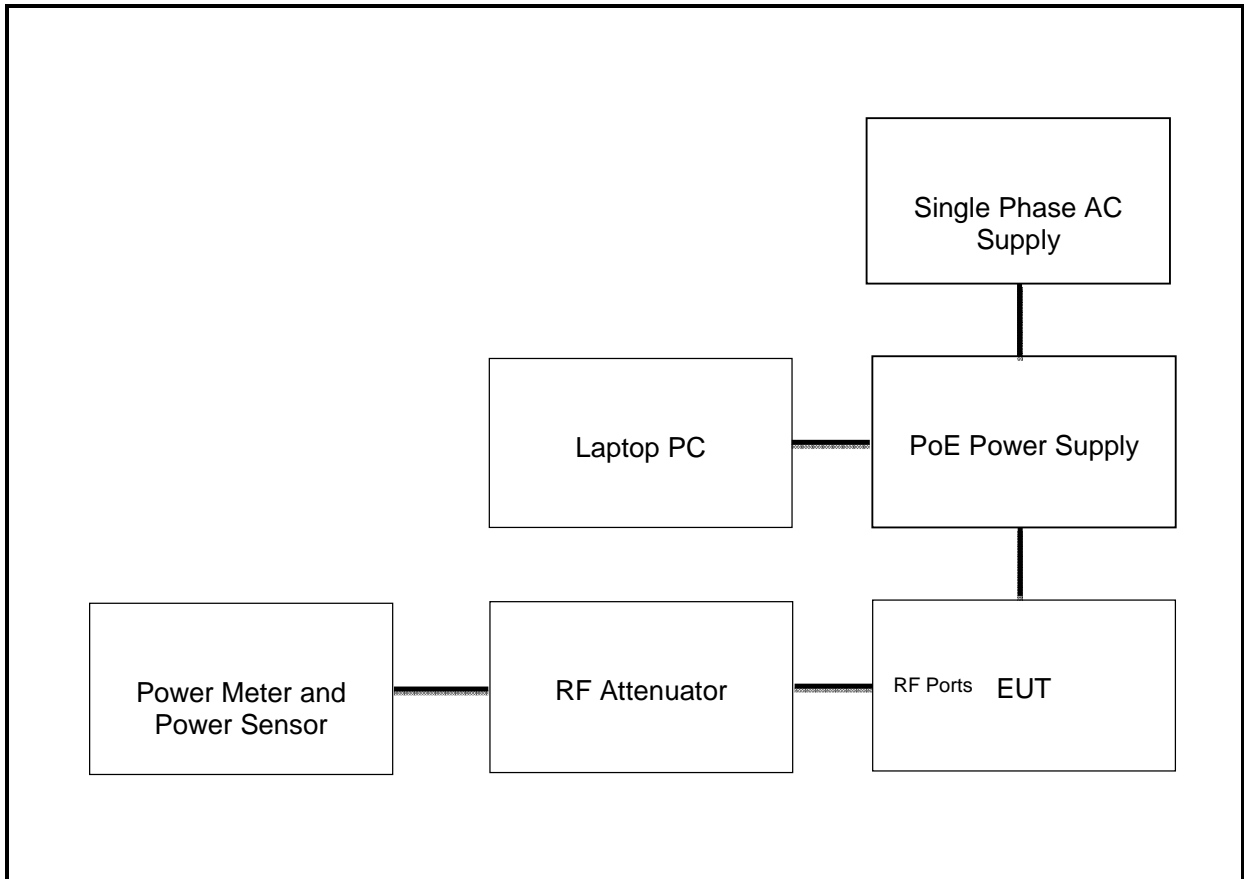 Single Phase AC
Supply
Laptop PC
PoE Power Supply
Power Meter and
Power Sensor
RF Attenuator
RF Ports
EUT